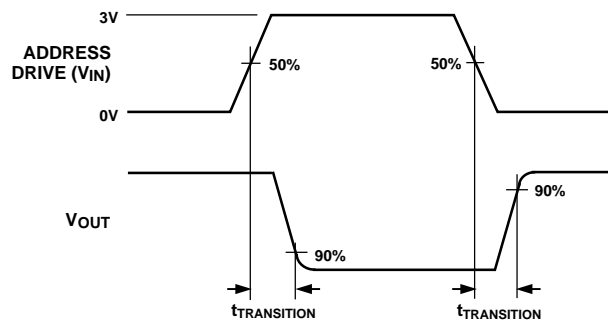 3V
ADDRESS
DRIVE (VIN)
50%
50%
0V
VOUT
90%
90%
tTRANSITION
tTRANSITION